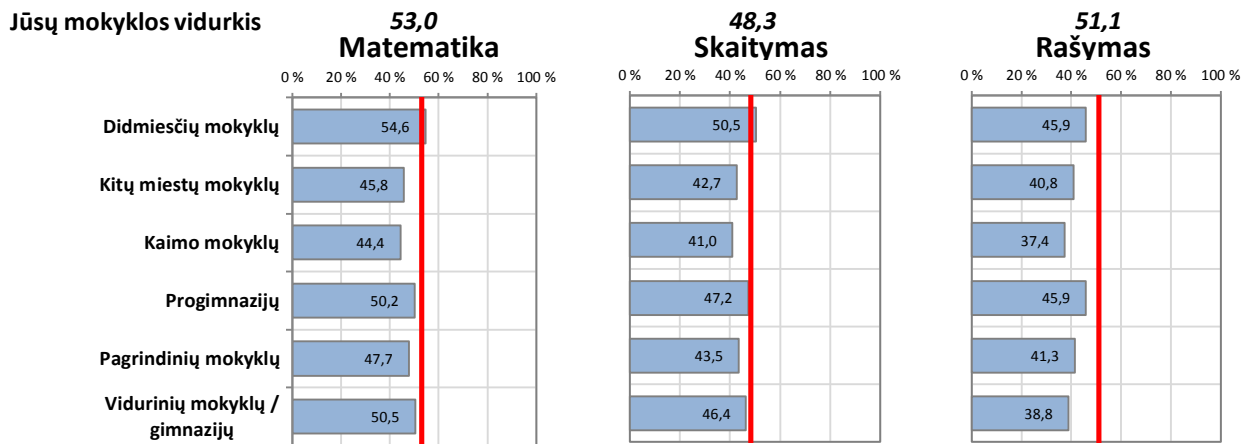 Jūsų mokyklos vidurkis 53,0 48,3 51,1
Matematika Skaitymas Rašymas
0 % 20 % 40 % 60 % 80 % 100 % 0 % 20 % 40 % 60 % 80 % 100 % 0 % 20 % 40 % 60 % 80 % 100 %
Didmiesčių mokyklų 54,6 50,5 45,9
Kitų miestų mokyklų 45,8 42,7 40,8
Kaimo mokyklų 44,4 41,0 37,4
Progimnazijų 50,2 47,2 45,9
Pagrindinių mokyklų 47,7 43,5 41,3
Vidurinių mokyklų /
gimnazijų 50,5 46,4 38,8